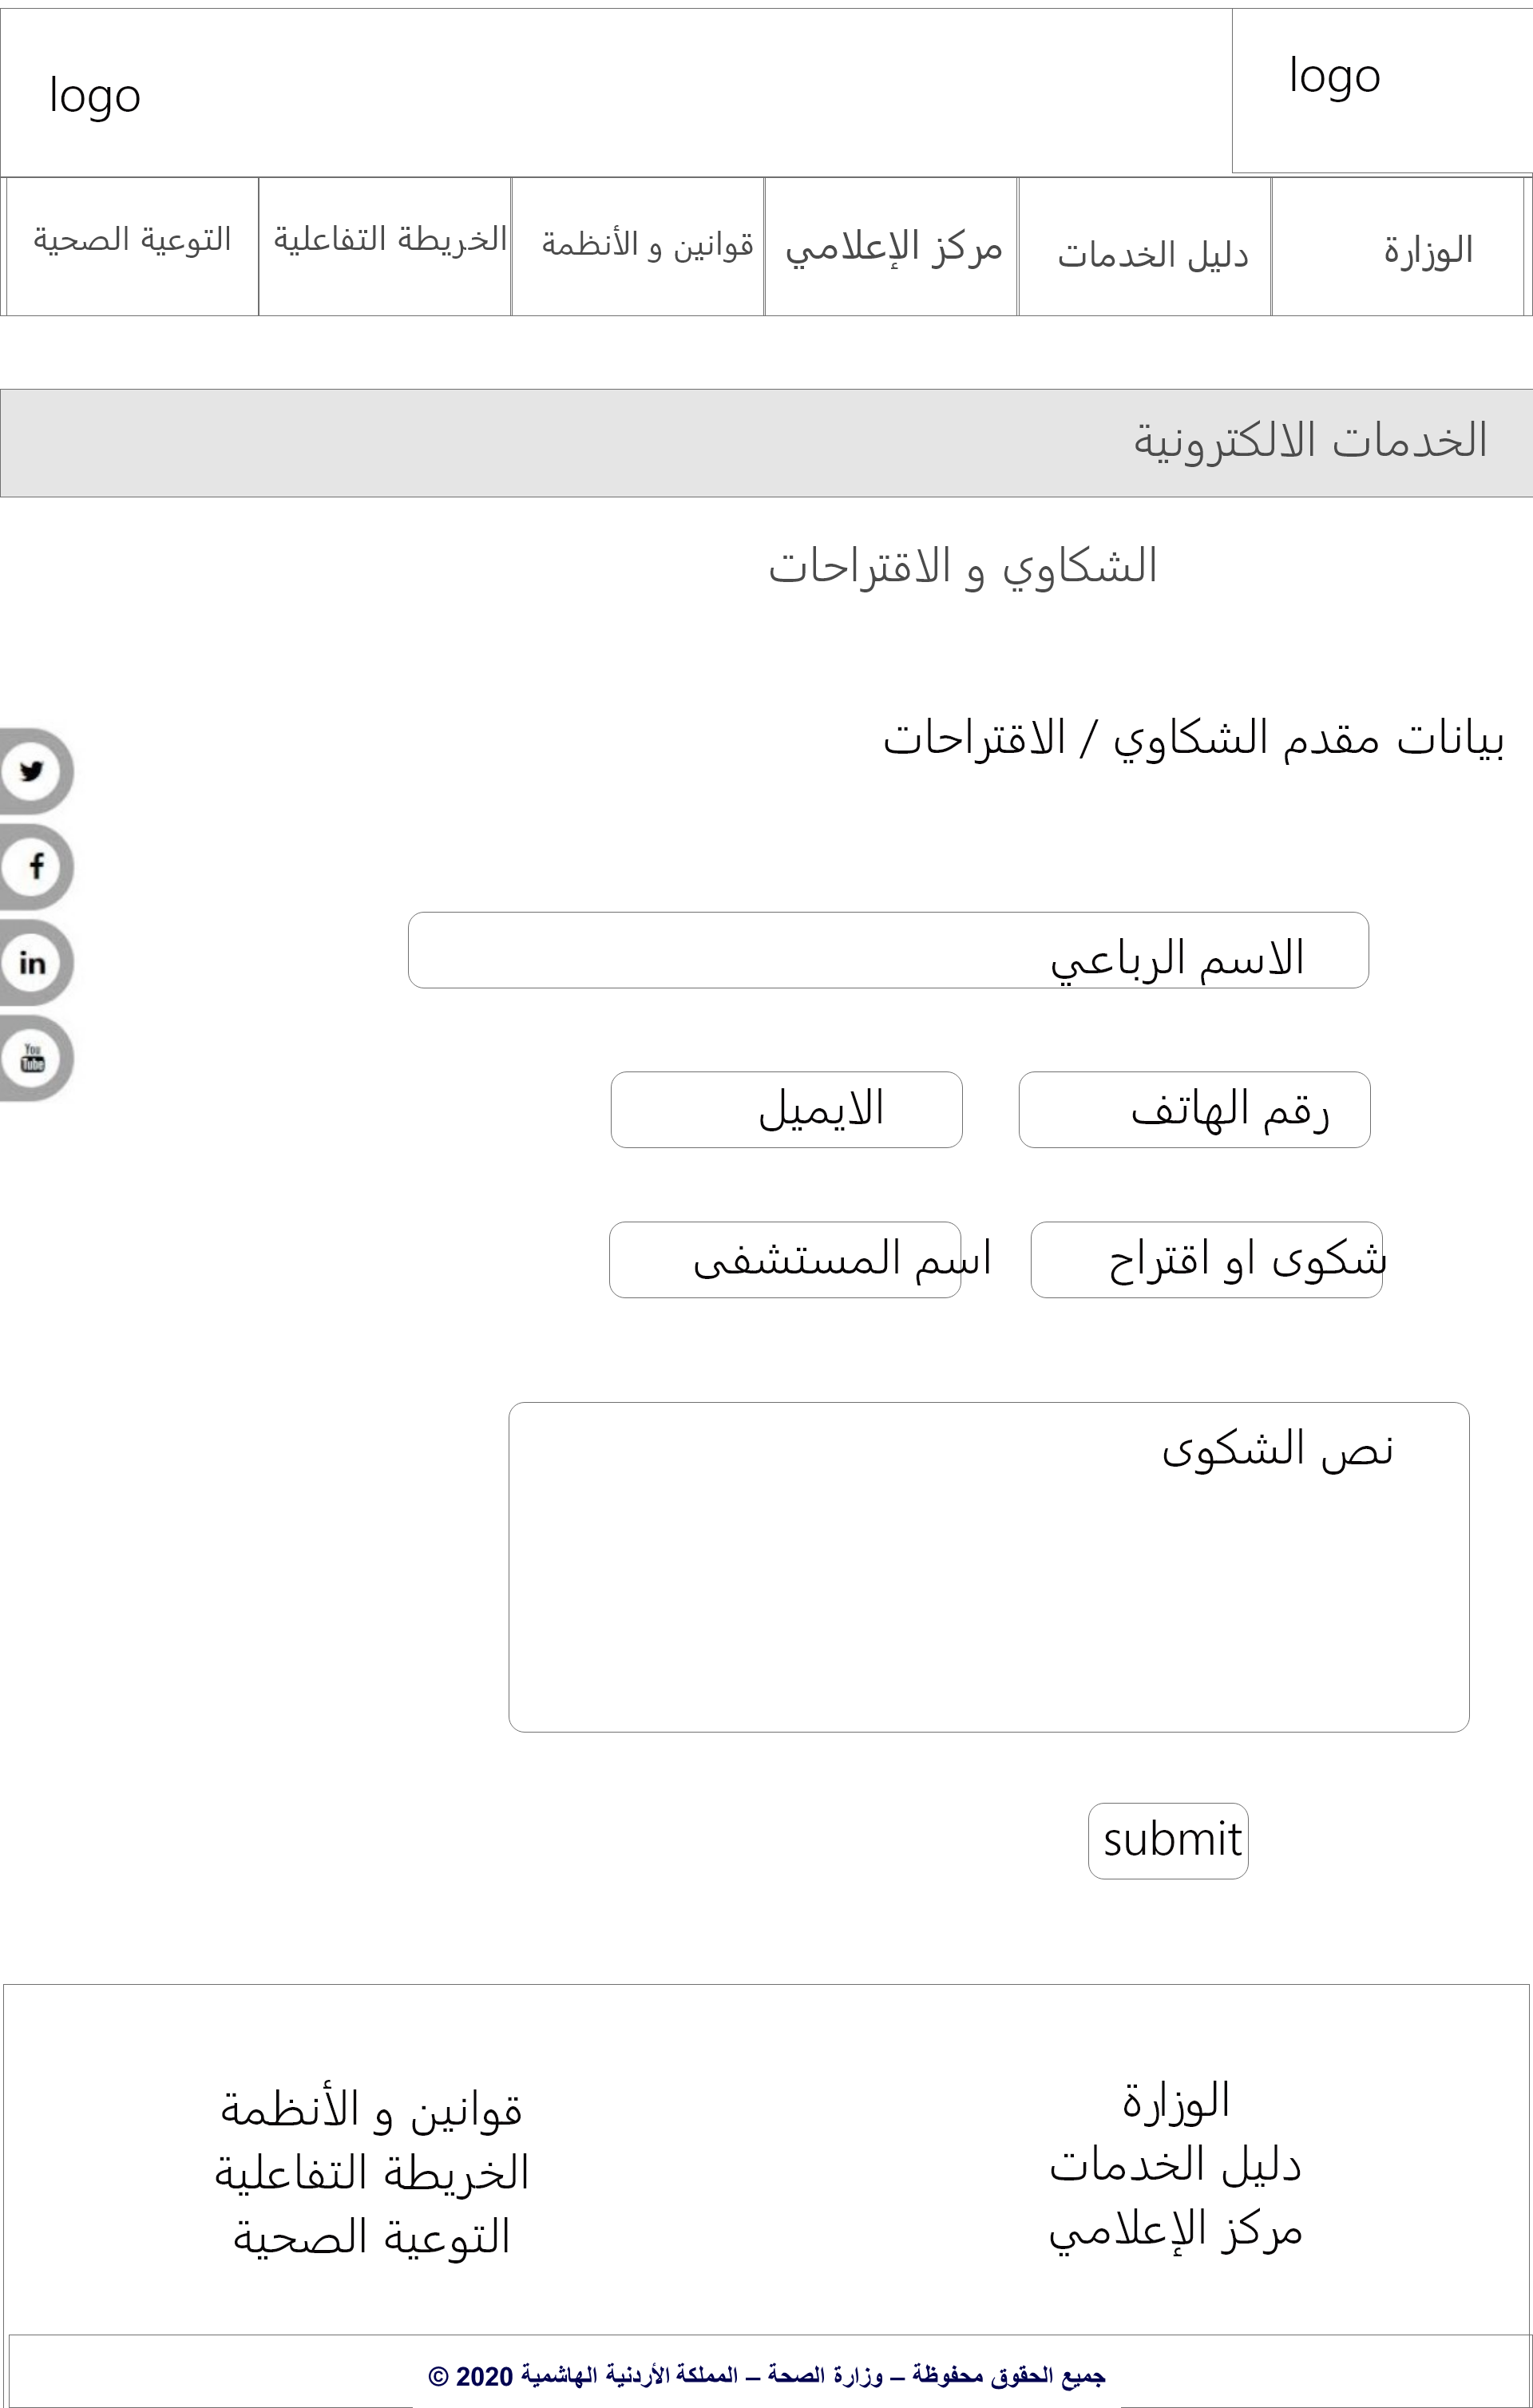 logo
logo
الوزارة
دليل الخدمات
مركز الإعلامي
قوانين و الأنظمة
الخريطة التفاعلية
التوعية الصحية
الخدمات الالكترونية
الشكاوي و الاقتراحات
بيانات مقدم الشكاوي / الاقتراحات
f
in
You
Tube
الاسم الرباعي
رقم الهاتف
الايميل
شكوى او اقتراح
اسم المستشفى
نص الشكوى
submit
الوزارة
دليل الخدمات
مركز الإعلامي
قوانين و الأنظمة
الخريطة التفاعلية
التوعية الصحية
جميع الحقوق محفوظة – وزارة الصحة – المملكة الأردنية الهاشمية 2020 ©